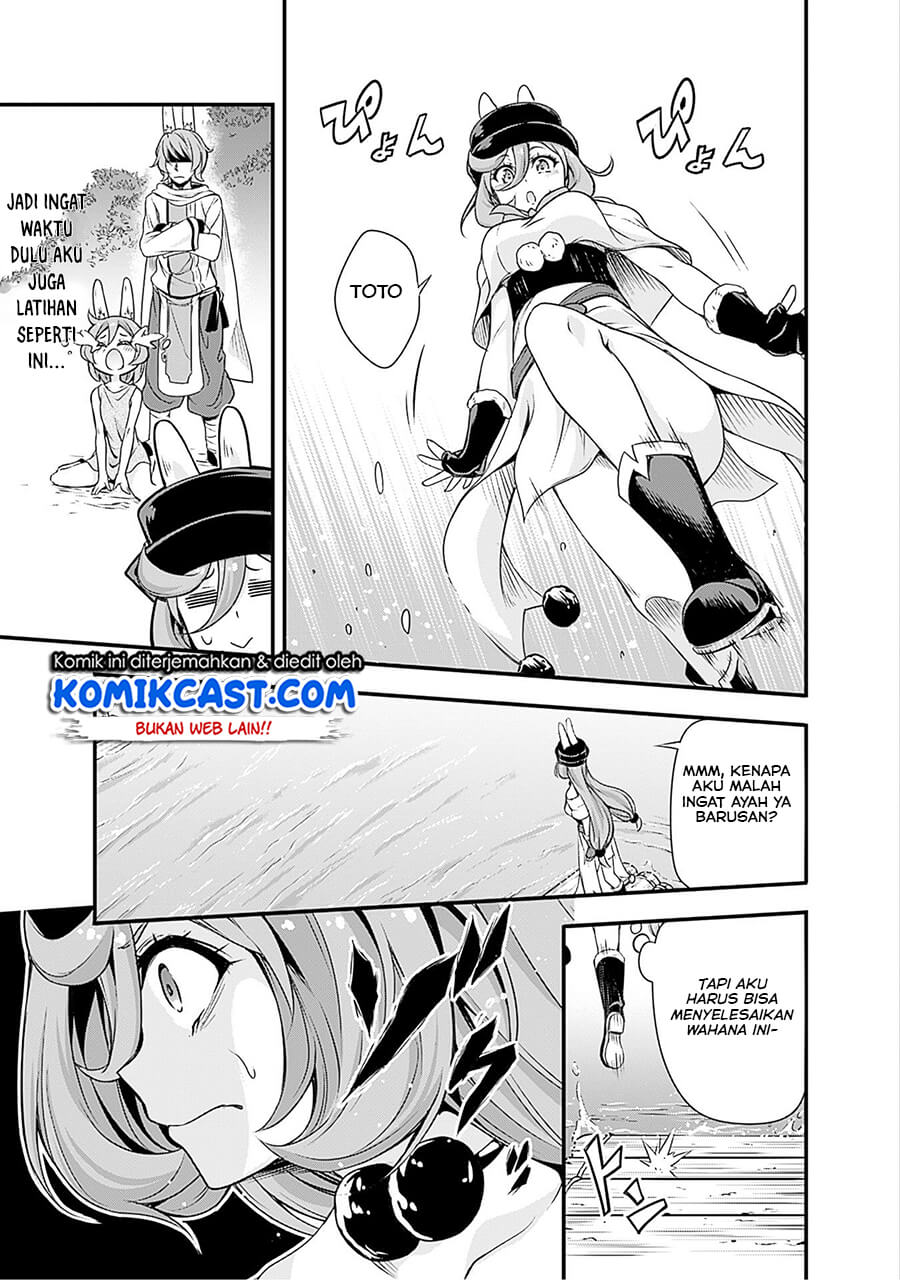 ぴょん
ぴょん
TOTO
JADI INGAT
WAKTU
DULU AKU
JUGA
LATIHAN
SEPERTI
INI...
Komik ini diterjemahkan & diedit oleh
KOMIKCAST.COM
BUKAN WEB LAIN!!
MMM, KENAPA
AKU MALAH
INGAT AYAH YA
BARUSAN?
TAPI AKU
HARUS BISA
MENYELESAIKAN
WAHANA INI-
ドッ